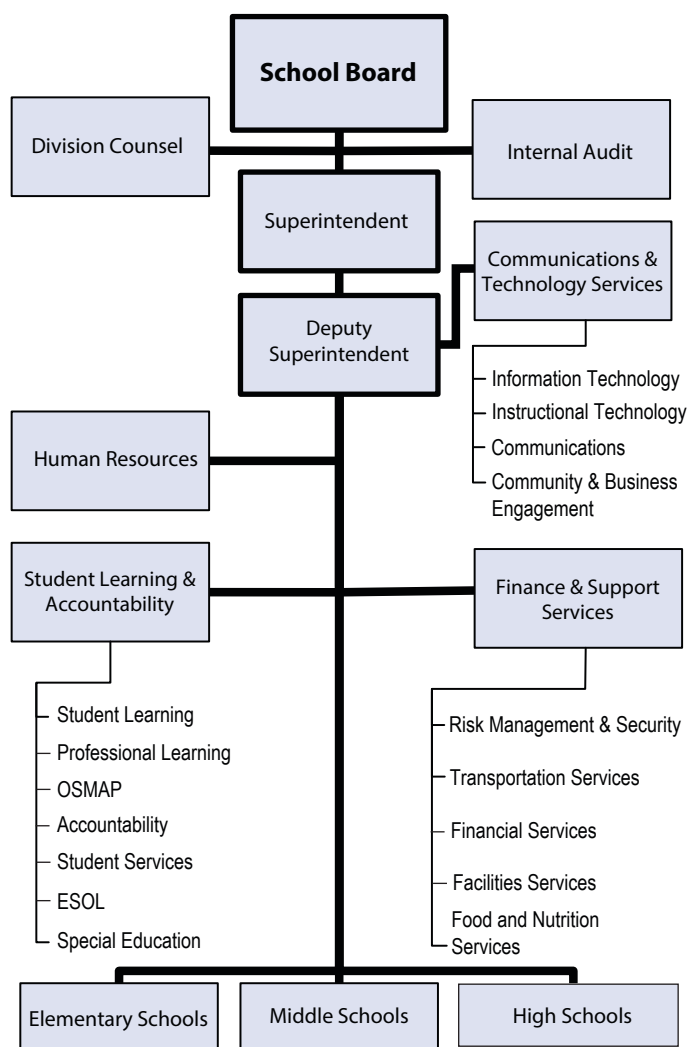 School Board
Division Counsel
Internal Audit
Superintendent
Communications &
Technology Services
Deputy
Superintendent
Information Technology
Instructional Technology
Communications
Community & Business
Engagement
Human Resources
Student Learning &
Accountability
Finance & Support
Services
Student Learning
Professional Learning
OSMAP
Accountability
Student Services
ESOL
Special Education
Risk Management & Security
Transportation Services
Financial Services
Facilities Services
Food and Nutrition
Services
Elementary Schools
Middle Schools
High Schools